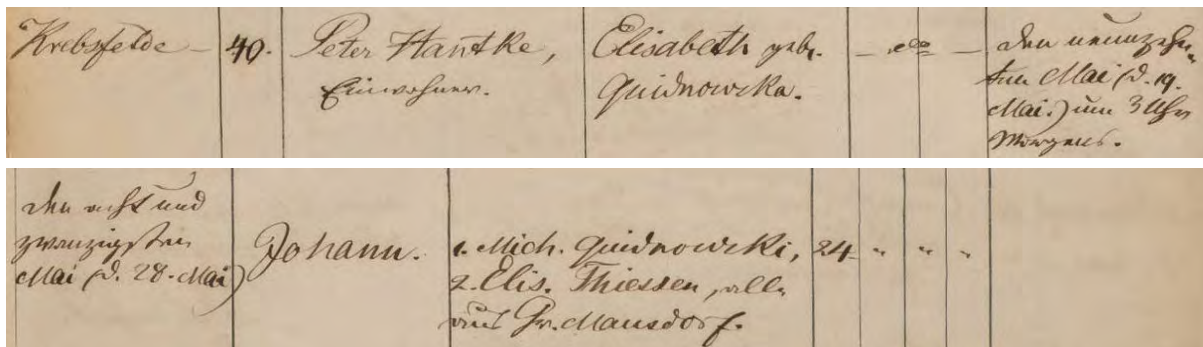 Krebsfelde – 40. Peter Hantke, Elisabeth geb. – ehe – den neunzehn-
Einwohner. Quidnowska. ten Mai (d. 19.
Mai.) um 3 Uhr
Morgens.
den acht und
zwanzigsten Johann. 1. Mich. Quidnowski, 24 " " "
Mai (d. 28. Mai) 2. Elis. Thiessen, alle
aus Gr. Mausdorf.